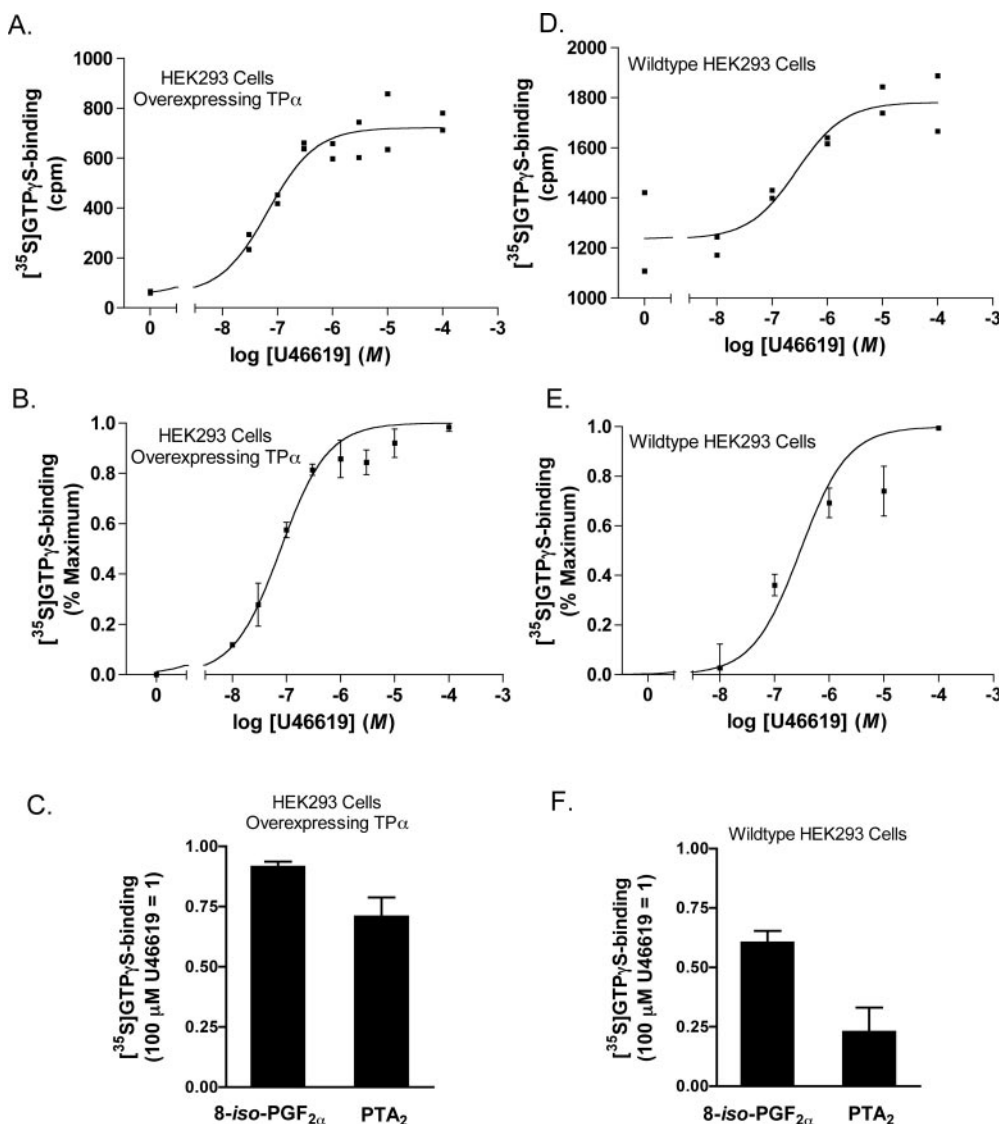 A.
[³⁵S]GTPγS-binding
(cpm)
HEK293 Cells
Overexpressing TPα
1000
800
600
400
200
0
0 -8 -7 -6 -5 -4 -3
log [U46619] (M)
D.
[³⁵S]GTPγS-binding
(cpm)
Wildtype HEK293 Cells
2000
1800
1600
1400
1200
1000
0 -8 -7 -6 -5 -4 -3
log [U46619] (M)
B.
[³⁵S]GTPγS-binding
(% Maximum)
HEK293 Cells
Overexpressing TPα
1.0
0.8
0.6
0.4
0.2
0.0
0 -8 -7 -6 -5 -4 -3
log [U46619] (M)
E.
[³⁵S]GTPγS-binding
(% Maximum)
Wildtype HEK293 Cells
1.0
0.8
0.6
0.4
0.2
0.0
0 -8 -7 -6 -5 -4 -3
log [U46619] (M)
C.
HEK293 Cells
Overexpressing TPα
[³⁵S]GTPγS-binding
(100 μM U46619 = 1)
1.00
0.75
0.50
0.25
0.00
8-iso-PGF₂α PTA₂
F.
Wildtype HEK293 Cells
[³⁵S]GTPγS-binding
(100 μM U46619 = 1)
1.00
0.75
0.50
0.25
0.00
8-iso-PGF₂α PTA₂